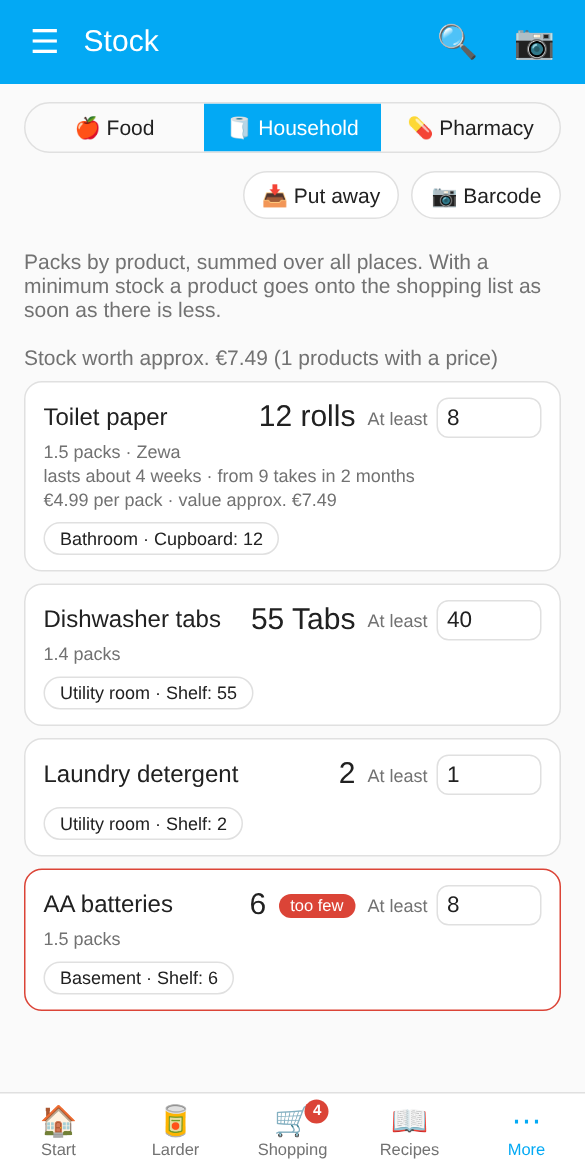 Stock
Food
Household
Pharmacy
Put away
Barcode
Packs by product, summed over all places. With a
minimum stock a product goes onto the shopping list as
soon as there is less.
Stock worth approx. €7.49 (1 products with a price)
Toilet paper 12 rolls At least 8
1.5 packs · Zewa
lasts about 4 weeks · from 9 takes in 2 months
€4.99 per pack · value approx. €7.49
Bathroom · Cupboard: 12
Dishwasher tabs 55 Tabs At least 40
1.4 packs
Utility room · Shelf: 55
Laundry detergent 2 At least 1
Utility room · Shelf: 2
AA batteries 6 too few At least 8
1.5 packs
Basement · Shelf: 6
4
Start
Larder
Shopping
Recipes
More